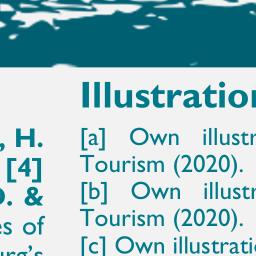 , H.
[4]
O. &
es of
urg's
Illustration
[a] Own illustr
Tourism (2020).
[b] Own illustr
Tourism (2020).
[c] Own illustratio